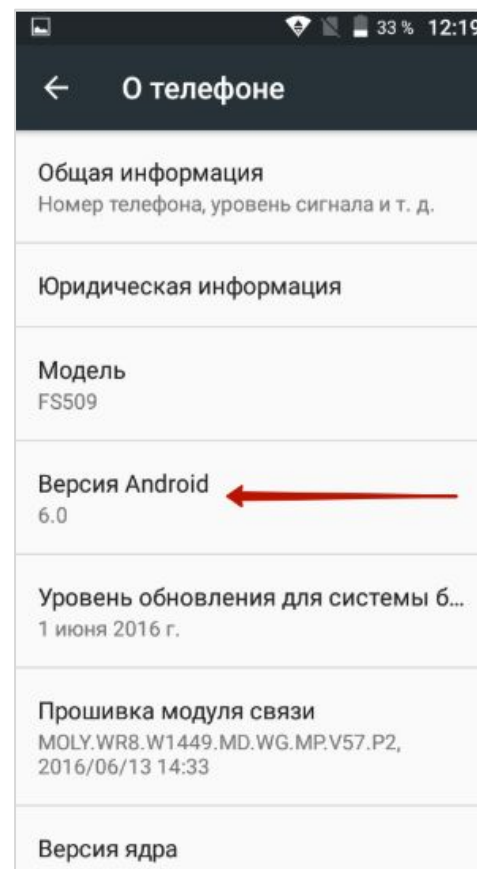 33 % 12:19
О телефоне
Общая информация
Номер телефона, уровень сигнала и т. д.
Юридическая информация
Модель
FS509
Версия Android
6.0
Уровень обновления для системы б...
1 июня 2016 г.
Прошивка модуля связи
MOLY.WR8.W1449.MD.WG.MP.V57.P2,
2016/06/13 14:33
Версия ядра